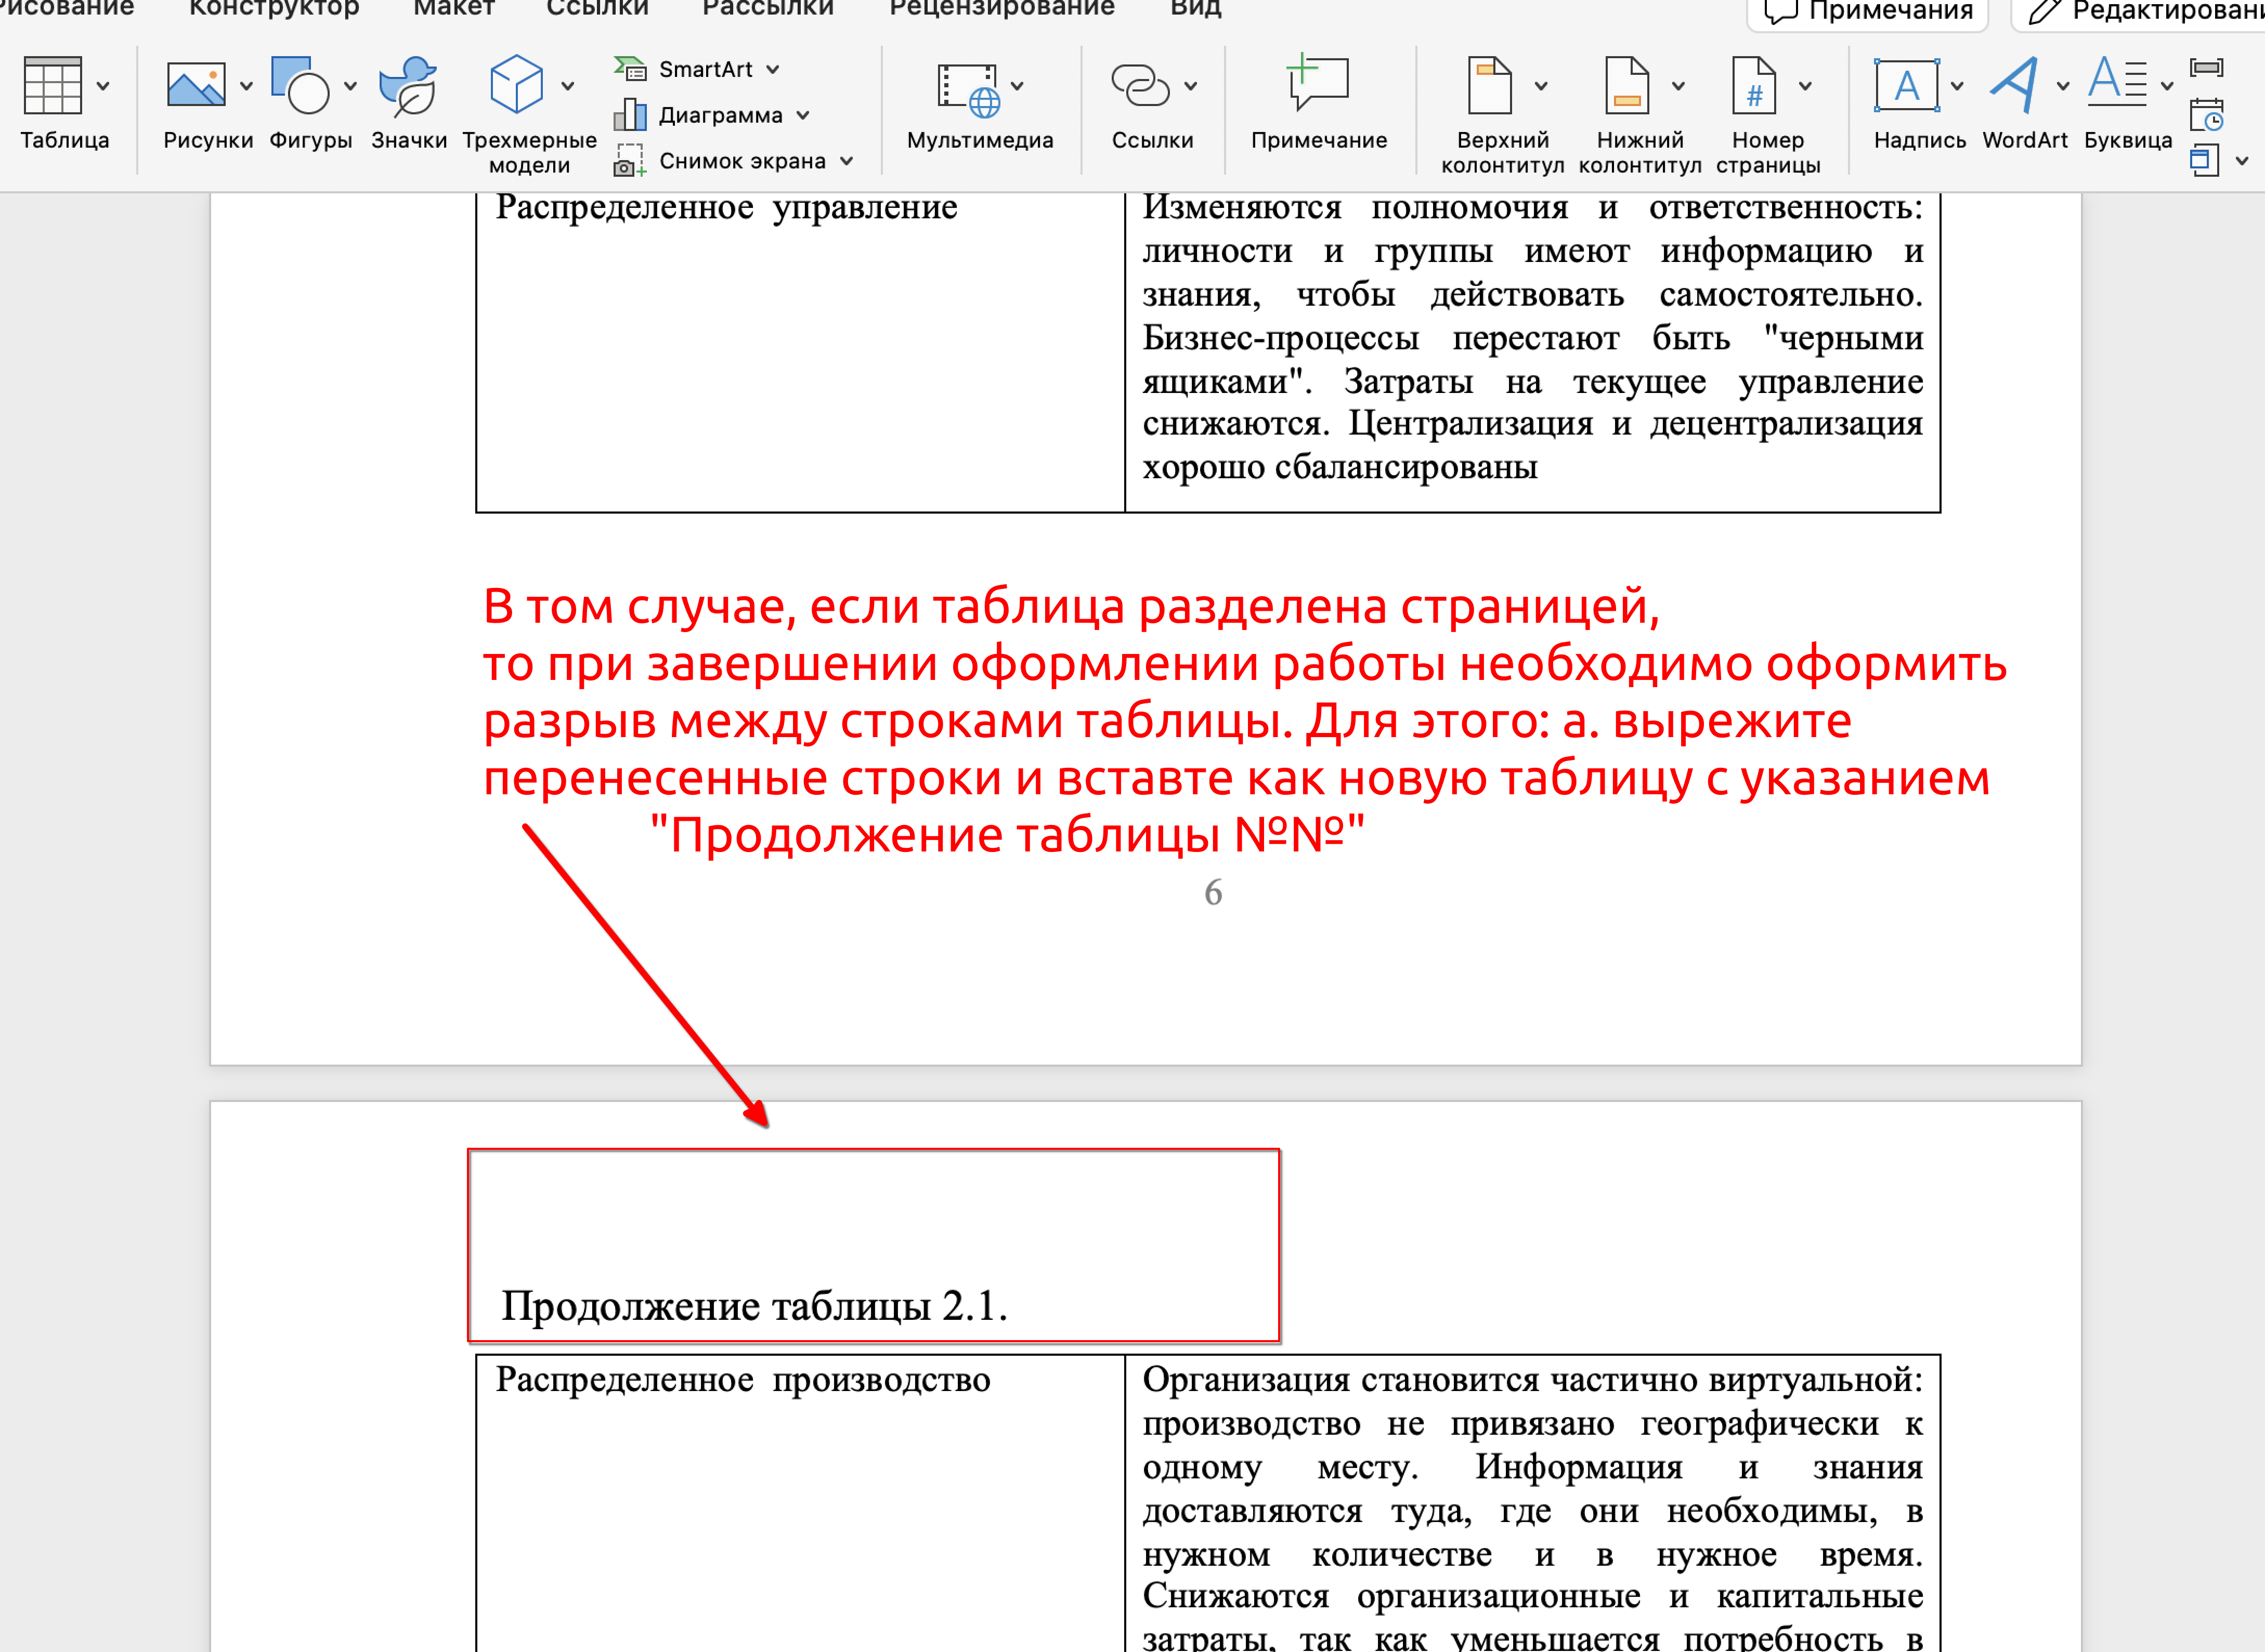 Рисование Конструктор Макет Ссылки Рассылки Рецензирование Вид Примечания
Таблица
Рисунки
Фигуры
Значки
Трехмерные
модели
SmartArt
Диаграмма
Снимок экрана
Мультимедиа
Ссылки
Примечание
Верхний
колонтитул
Нижний
колонтитул
Номер
страницы
Надпись
WordArt
Буквица
Распределенное управление
Изменяются полномочия и ответственность:
личности и группы имеют информацию и
знания, чтобы действовать самостоятельно.
Бизнес-процессы перестают быть "черными
ящиками". Затраты на текущее управление
снижаются. Централизация и децентрализация
хорошо сбалансированы
В том случае, если таблица разделена страницей,
то при завершении оформлении работы необходимо оформить
разрыв между строками таблицы. Для этого: а. вырежите
перенесенные строки и вставте как новую таблицу с указанием
"Продолжение таблицы №№"
6
Продолжение таблицы 2.1.
Распределенное производство
Организация становится частично виртуальной:
производство не привязано географически к
одному месту. Информация и знания
доставляются туда, где они необходимы, в
нужном количестве и в нужное время.
Снижаются организационные и капитальные
затраты, так как уменьшается потребность в